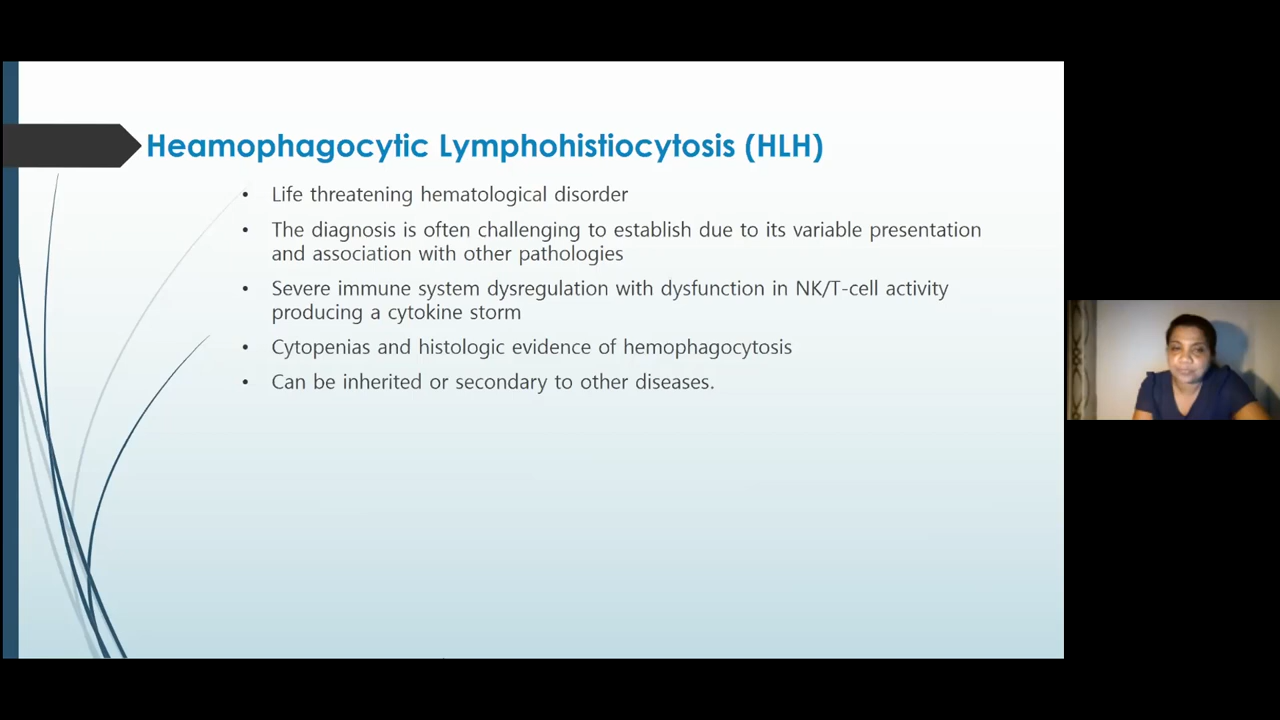 Heamophagocytic Lymphohistiocytosis (HLH)
• Life threatening hematological disorder
• The diagnosis is often challenging to establish due to its variable presentation
and association with other pathologies
• Severe immune system dysregulation with dysfunction in NK/T-cell activity
producing a cytokine storm
• Cytopenias and histologic evidence of hemophagocytosis
• Can be inherited or secondary to other diseases.